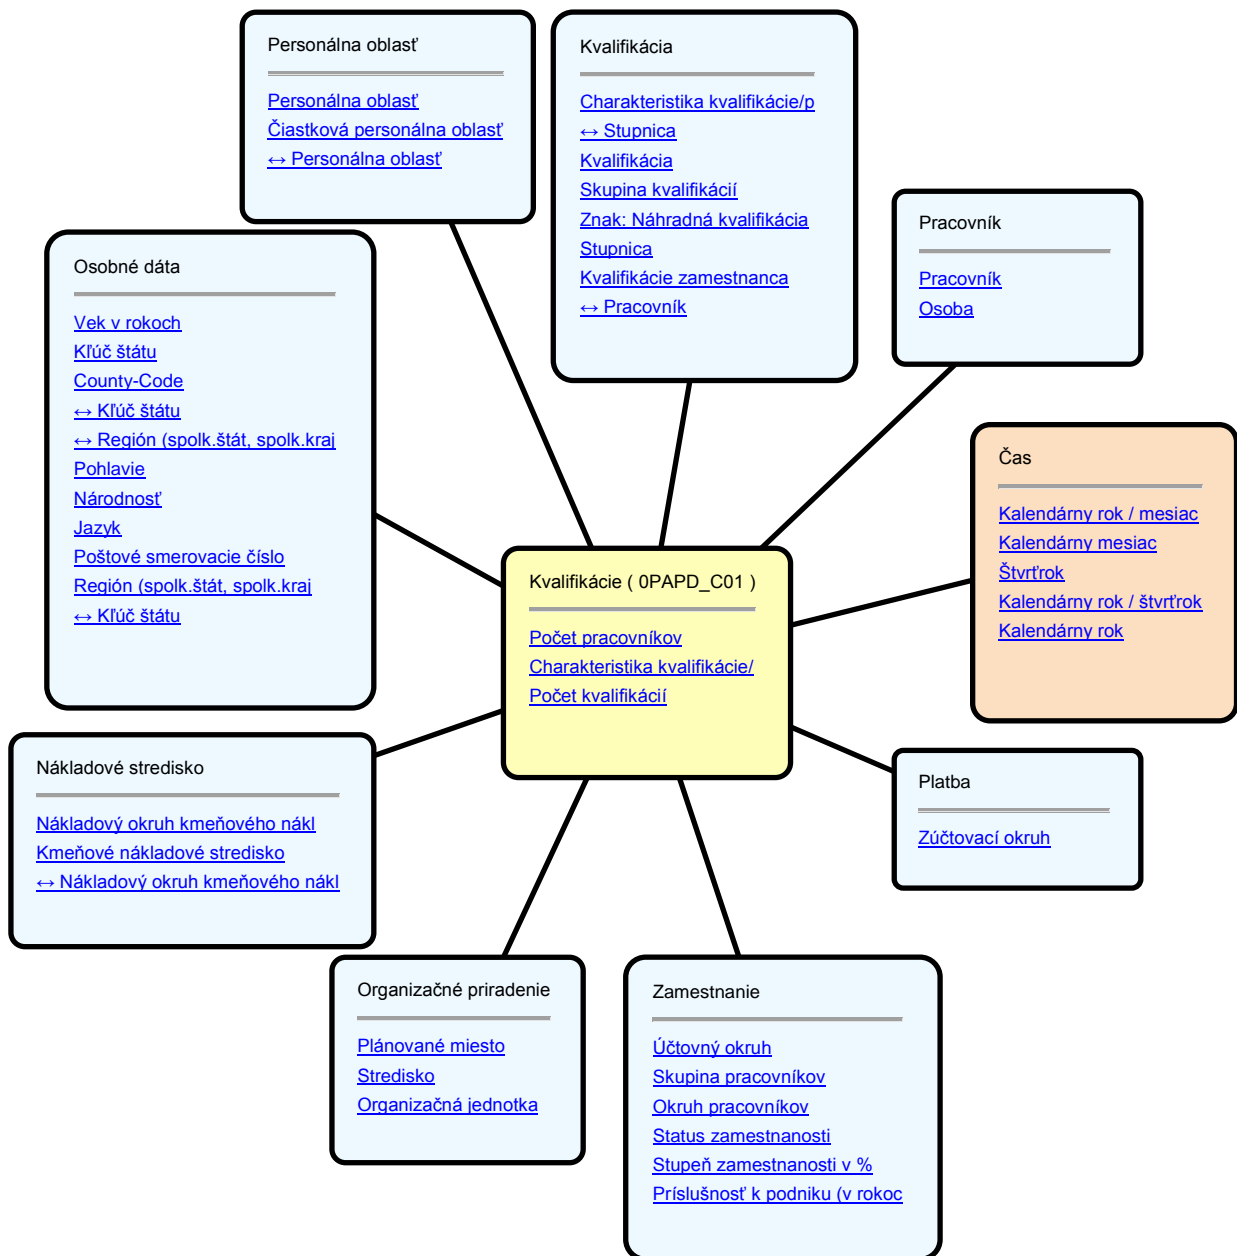 Personálna oblasť
Personálna oblasť
Čiastková personálna oblasť
↔ Personálna oblasť
Kvalifikácia
Charakteristika kvalifikácie/p
↔ Stupnica
Kvalifikácia
Skupina kvalifikácií
Znak: Náhradná kvalifikácia
Stupnica
Kvalifikácie zamestnanca
↔ Pracovník
Pracovník
Pracovník
Osoba
Osobné dáta
Vek v rokoch
Kľúč štátu
County-Code
↔ Kľúč štátu
↔ Región (spolk.štát, spolk.kraj
Pohlavie
Národnosť
Jazyk
Poštové smerovacie číslo
Región (spolk.štát, spolk.kraj
↔ Kľúč štátu
Čas
Kalendárny rok / mesiac
Kalendárny mesiac
Štvrťrok
Kalendárny rok / štvrťrok
Kalendárny rok
Kvalifikácie ( 0PAPD_C01 )
Počet pracovníkov
Charakteristika kvalifikácie/
Počet kvalifikácií
Nákladové stredisko
Nákladový okruh kmeňového nákl
Kmeňové nákladové stredisko
↔ Nákladový okruh kmeňového nákl
Platba
Zúčtovací okruh
Organizačné priradenie
Plánované miesto
Stredisko
Organizačná jednotka
Zamestnanie
Účtovný okruh
Skupina pracovníkov
Okruh pracovníkov
Status zamestnanosti
Stupeň zamestnanosti v %
Príslušnosť k podniku (v rokoc